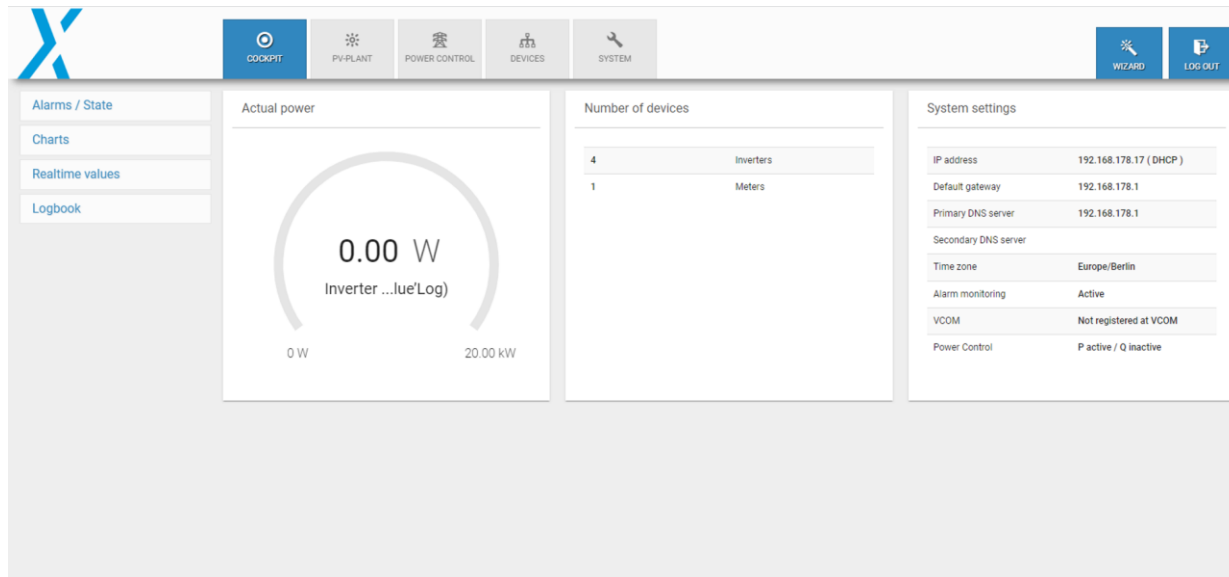 COCKPIT
PV-PLANT
POWER CONTROL
DEVICES
SYSTEM
WIZARD
LOG OUT
Alarms / State
Charts
Realtime values
Logbook
Actual power
0.00 W
Inverter ...lue'Log)
0 W 20.00 kW
Number of devices
4 Inverters
1 Meters
System settings
IP address 192.168.178.17 ( DHCP )
Default gateway 192.168.178.1
Primary DNS server 192.168.178.1
Secondary DNS server
Time zone Europe/Berlin
Alarm monitoring Active
VCOM Not registered at VCOM
Power Control P active / Q inactive